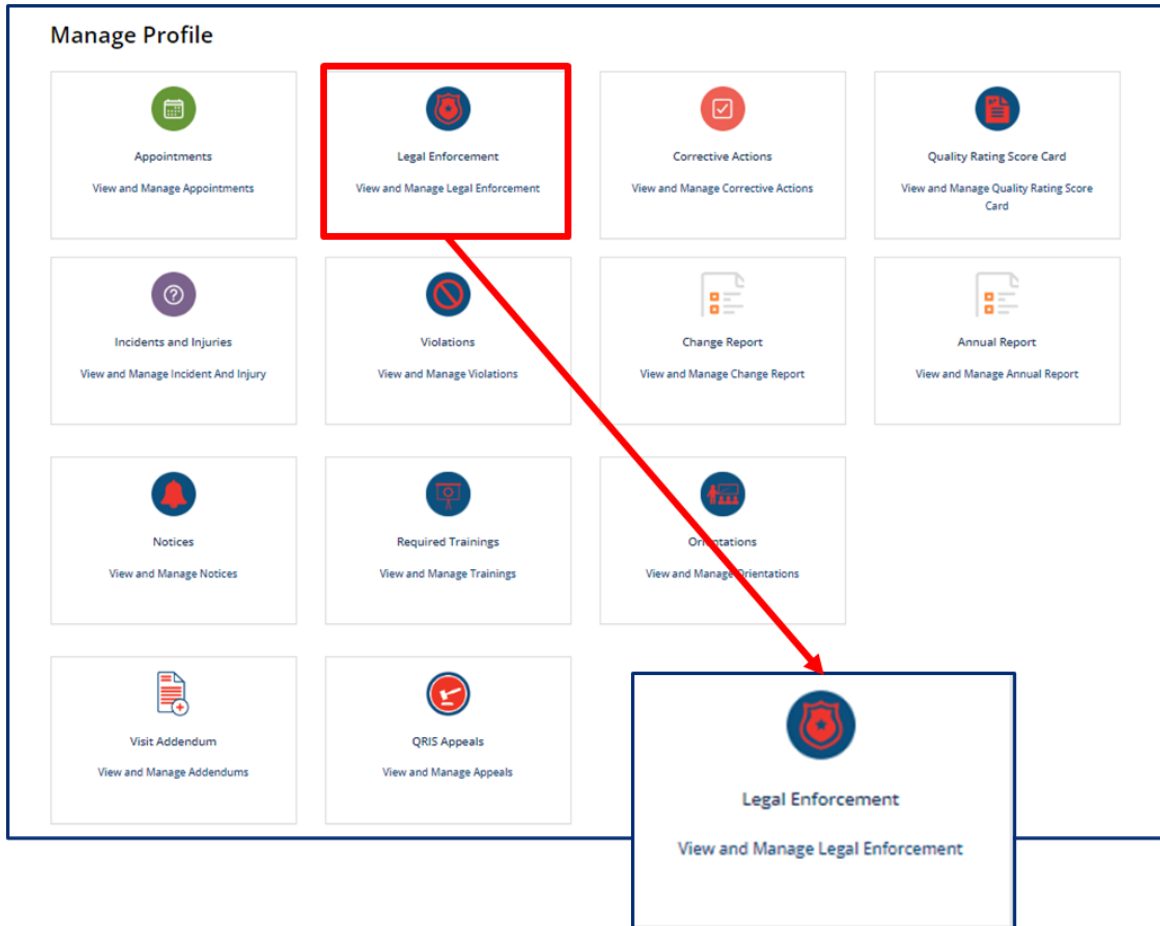 Manage Profile
Appointments
View and Manage Appointments
Legal Enforcement
View and Manage Legal Enforcement
Corrective Actions
View and Manage Corrective Actions
Quality Rating Score Card
View and Manage Quality Rating Score
Card
Incidents and Injuries
View and Manage Incident And Injury
Violations
View and Manage Violations
Change Report
View and Manage Change Report
Annual Report
View and Manage Annual Report
Notices
View and Manage Notices
Required Trainings
View and Manage Trainings
Orientations
View and Manage Orientations
Visit Addendum
View and Manage Addendums
QRIS Appeals
View and Manage Appeals
Legal Enforcement
View and Manage Legal Enforcement